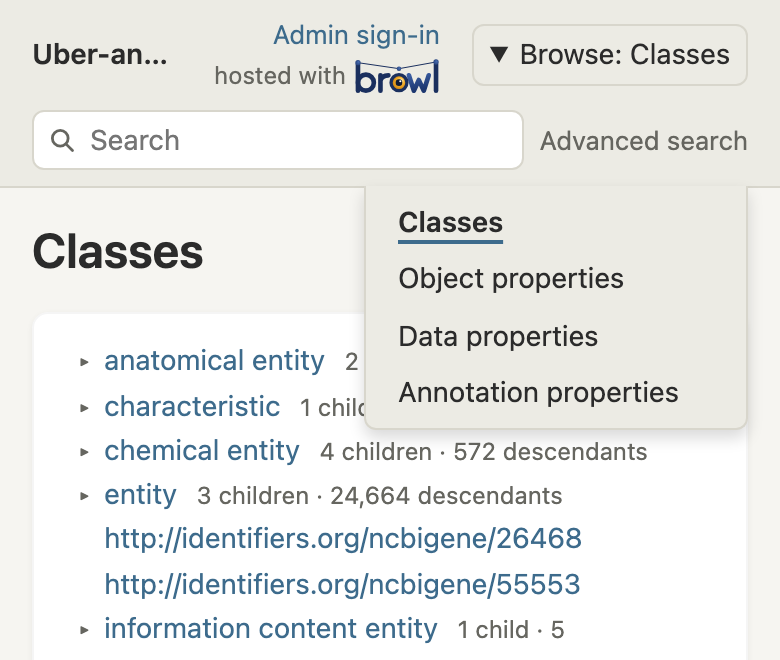 Uber-an...
Admin sign-in
hosted with browl
▼ Browse: Classes
Search
Advanced search
Classes
Object properties
Data properties
Annotation properties
Classes
anatomical entity 2
characteristic 1 chil
chemical entity 4 children · 572 descendants
entity 3 children · 24,664 descendants
http://identifiers.org/ncbigene/26468
http://identifiers.org/ncbigene/55553
information content entity 1 child · 5